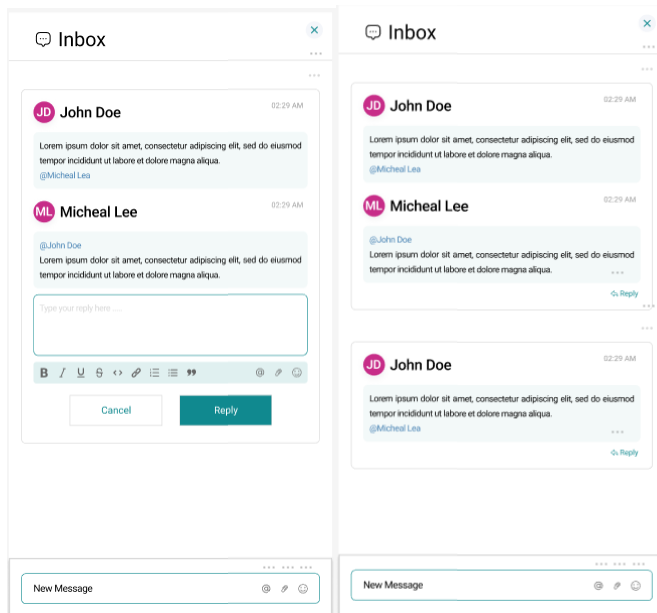 Inbox
JD John Doe 02:29 AM
Lorem ipsum dolor sit amet, consectetur adipiscing elit, sed do eiusmod
tempor incididunt ut labore et dolore magna aliqua.
@Micheal Lea
ML Micheal Lee 02:29 AM
@John Doe
Lorem ipsum dolor sit amet, consectetur adipiscing elit, sed do eiusmod
tempor incididunt ut labore et dolore magna aliqua.
Type your reply here ....
B I U S
Cancel Reply
New Message
Inbox
JD John Doe 02:29 AM
Lorem ipsum dolor sit amet, consectetur adipiscing elit, sed do eiusmod
tempor incididunt ut labore et dolore magna aliqua.
@Micheal Lea
ML Micheal Lee 02:29 AM
@John Doe
Lorem ipsum dolor sit amet, consectetur adipiscing elit, sed do eiusmod
tempor incididunt ut labore et dolore magna aliqua.
Reply
JD John Doe 02:29 AM
Lorem ipsum dolor sit amet, consectetur adipiscing elit, sed do eiusmod
tempor incididunt ut labore et dolore magna aliqua.
@Micheal Lea
Reply
New Message